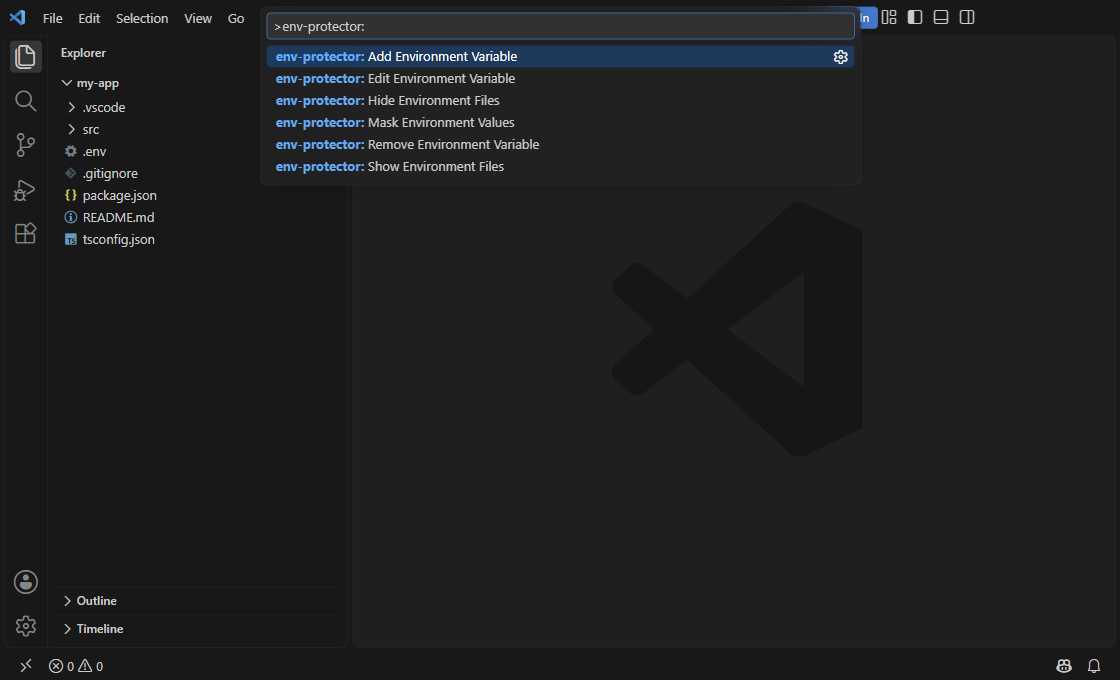 File Edit Selection View Go
>env-protector:
In
env-protector: Add Environment Variable
env-protector: Edit Environment Variable
env-protector: Hide Environment Files
env-protector: Mask Environment Values
env-protector: Remove Environment Variable
env-protector: Show Environment Files
Explorer
my-app
.vscode
src
.env
.gitignore
package.json
README.md
tsconfig.json
Outline
Timeline
0 0